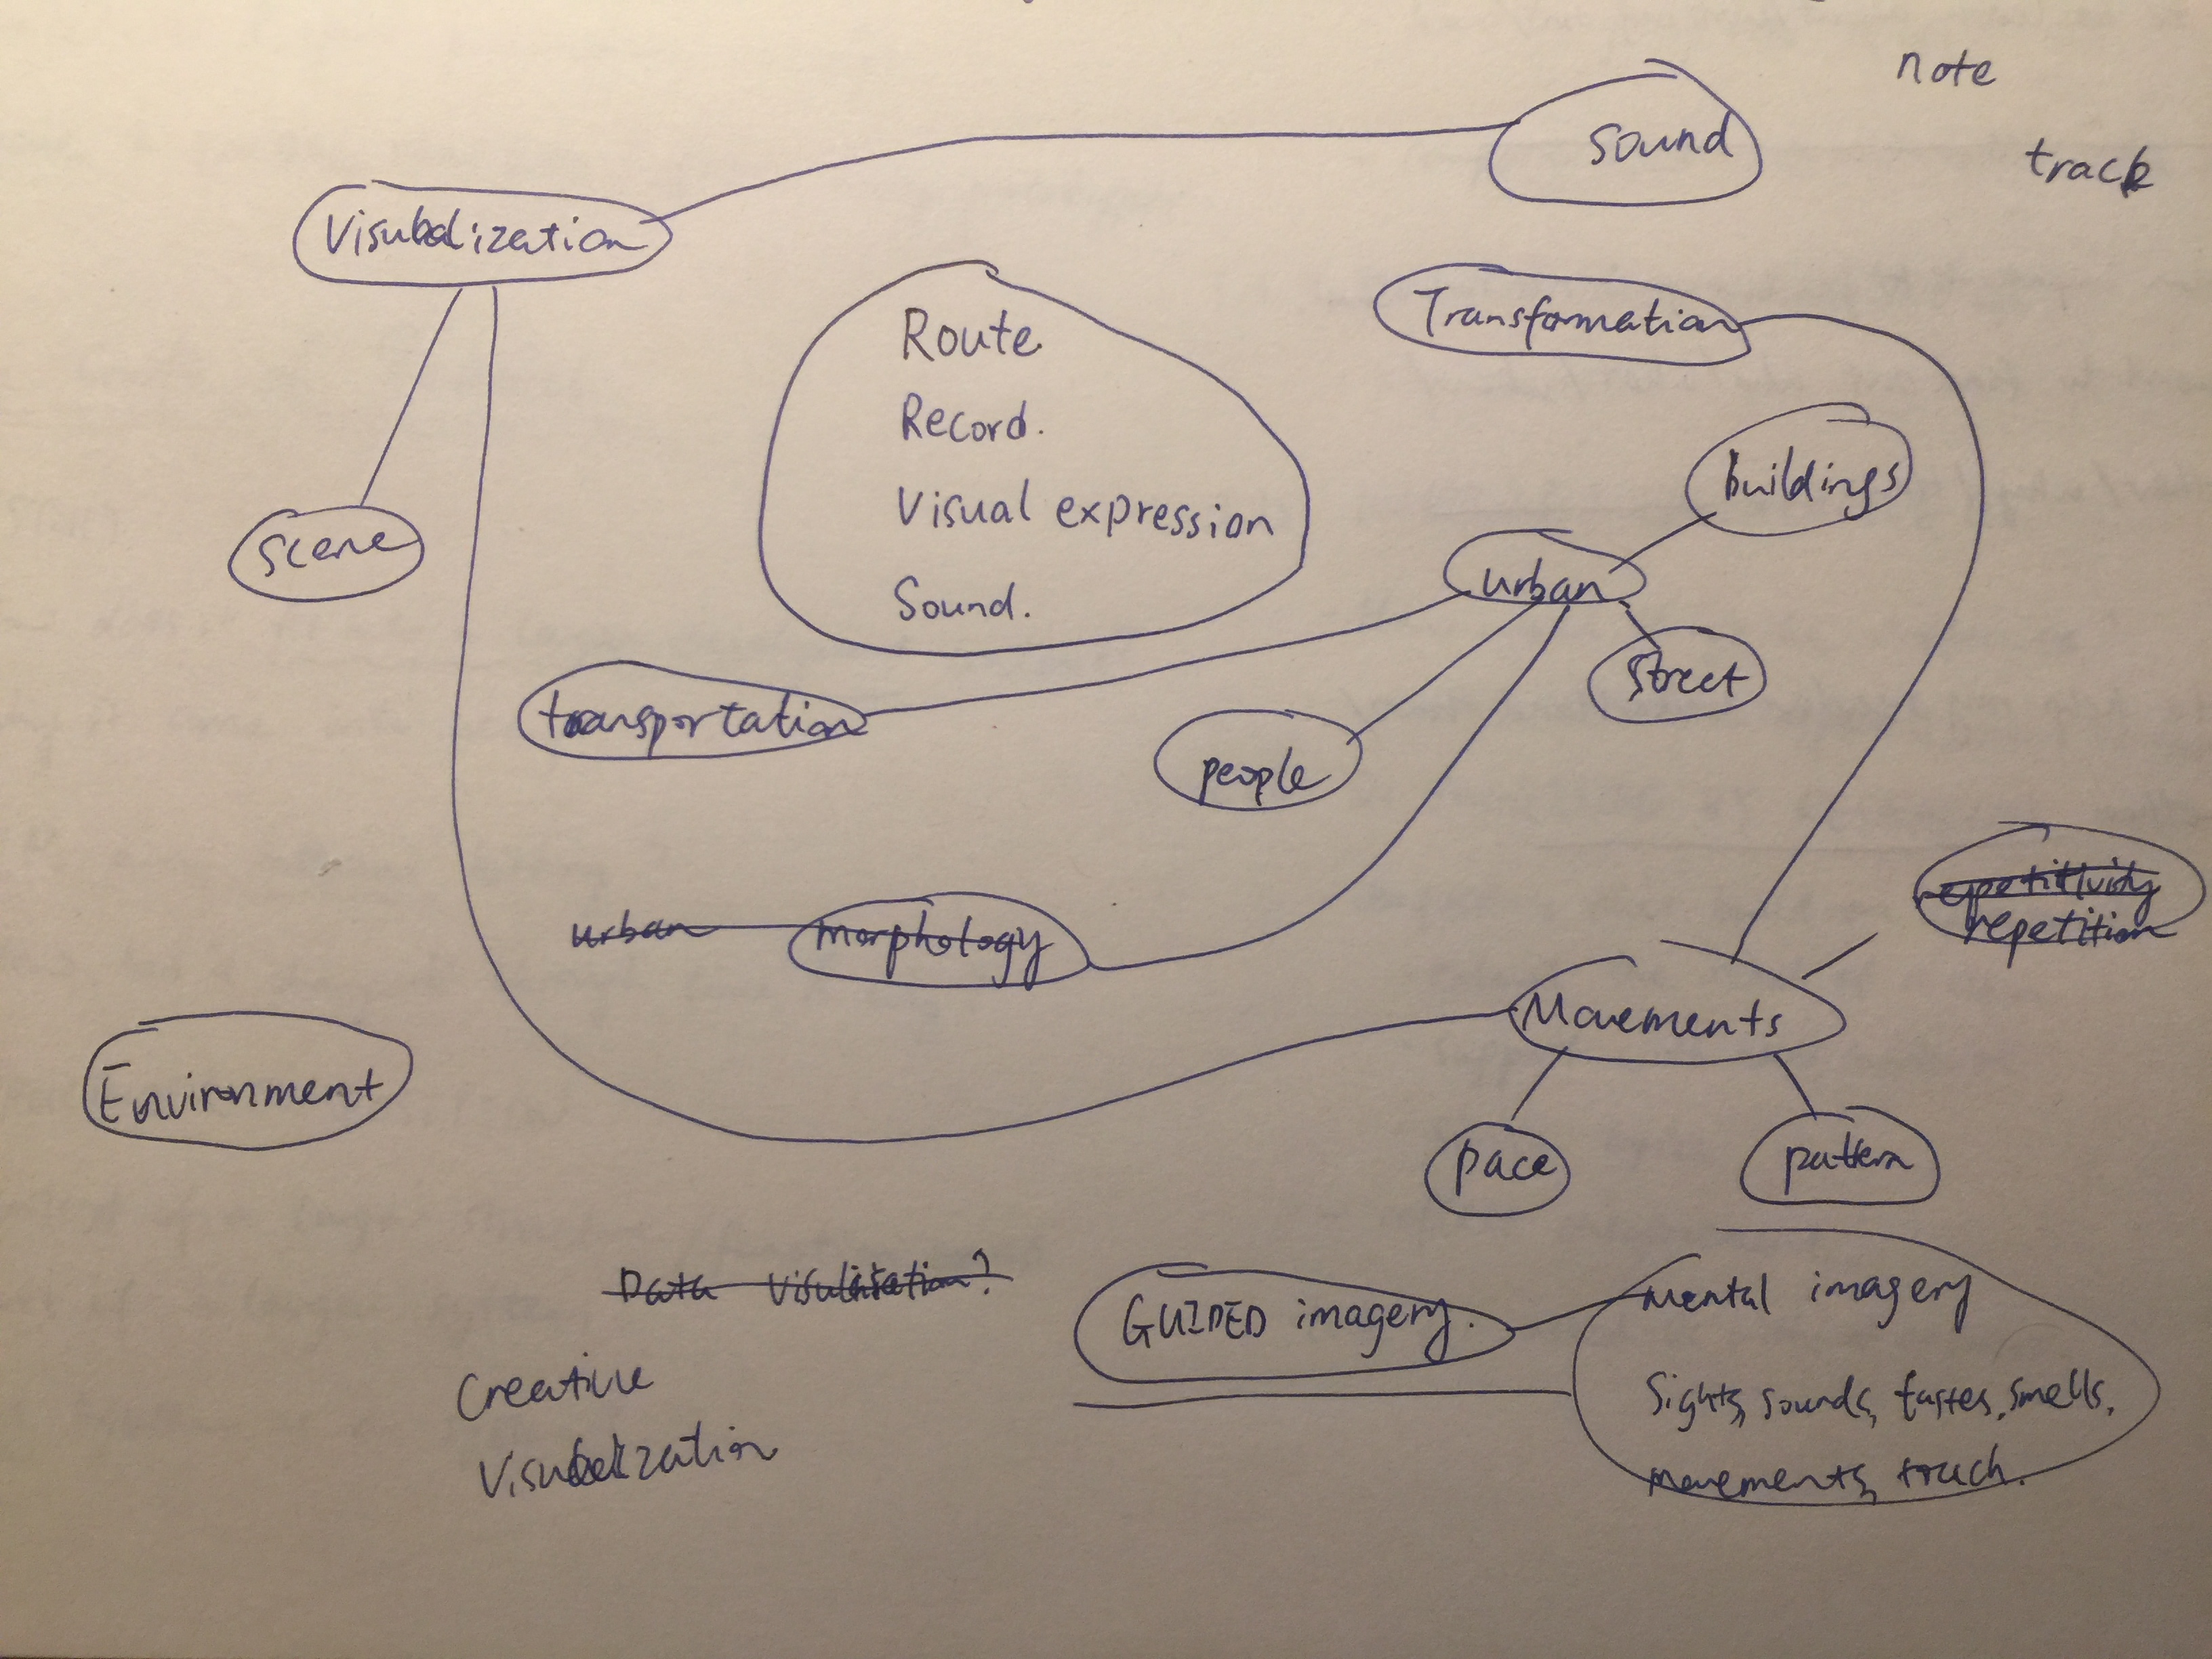 note
sound
track
Visualization
Transformation
Route
Record.
Visual expression
Sound.
buildings
urban
scene
street
transportation
people
repetitivity
repetition
urban morphology
Movements
Environment
pace
pattern
Data Visulisation?
GUIDED imagery.
Mental imagery
Sights, sounds, tastes, smells,
Movements, touch.
Creative
Visualization